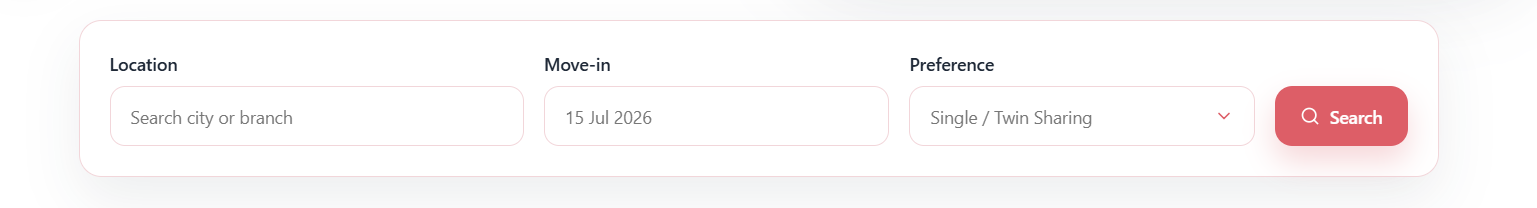 Location Move-in Preference
Search city or branch 15 Jul 2026 Single / Twin Sharing Search